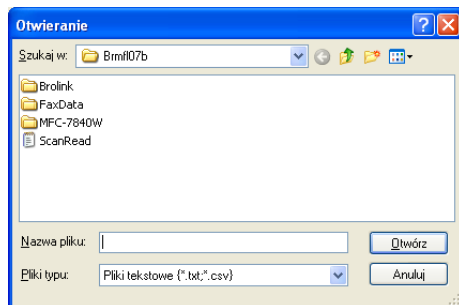 Otwieranie
Szukaj w: Brmfl07b
Brolink
FaxData
MFC-7840W
ScanRead
Nazwa pliku: Otwórz
Pliki typu: Pliki tekstowe {*.txt;*.csv} Anuluj